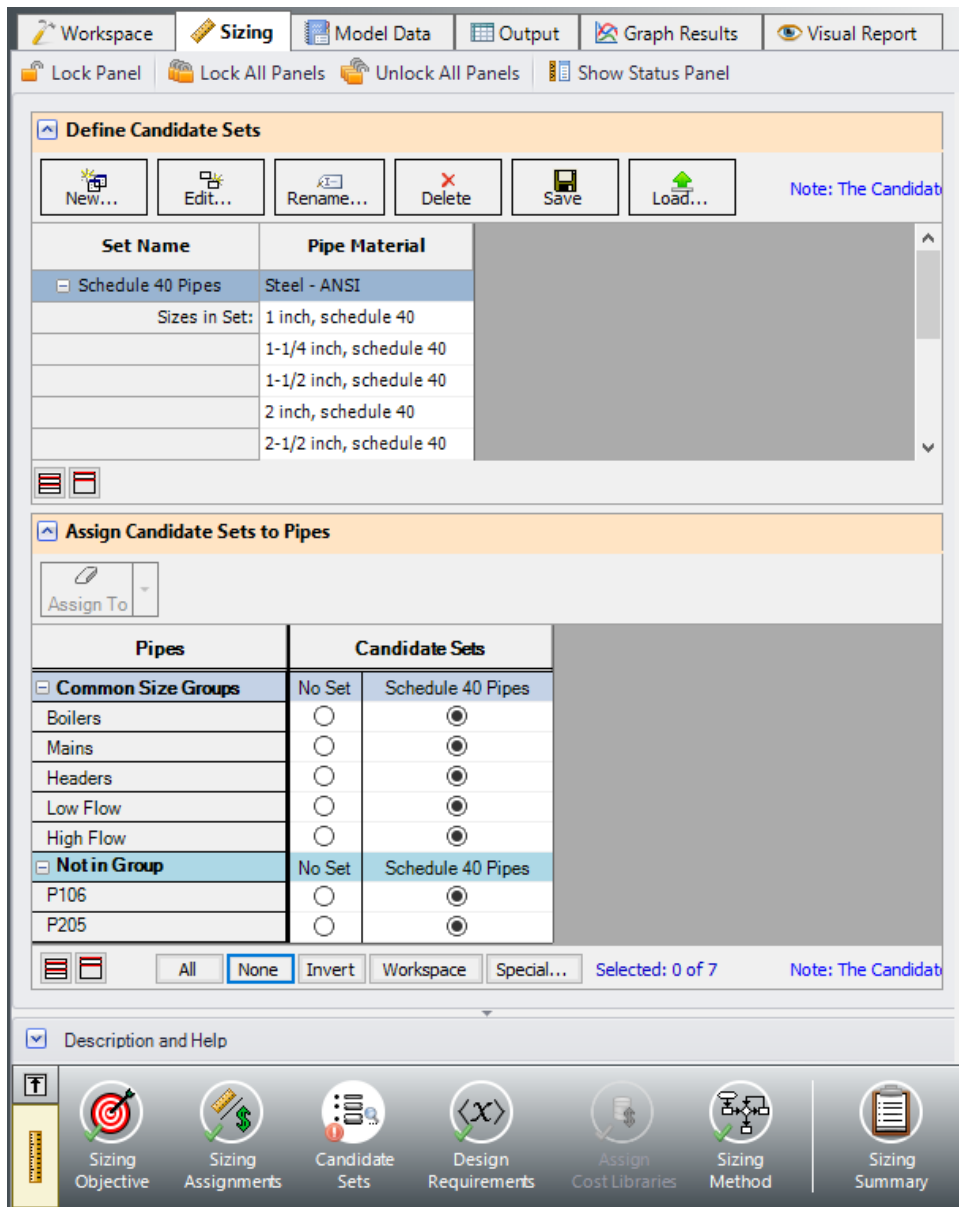 Workspace Sizing Model Data Output Graph Results Visual Report
Lock Panel Lock All Panels Unlock All Panels Show Status Panel
Define Candidate Sets
New... Edit... Rename... Delete Save Load... Note: The Candidat
Set Name Pipe Material
Schedule 40 Pipes Steel - ANSI
Sizes in Set: 1 inch, schedule 40
1-1/4 inch, schedule 40
1-1/2 inch, schedule 40
2 inch, schedule 40
2-1/2 inch, schedule 40
Assign Candidate Sets to Pipes
Assign To
Pipes Candidate Sets
Common Size Groups No Set Schedule 40 Pipes
Boilers
Mains
Headers
Low Flow
High Flow
Not in Group No Set Schedule 40 Pipes
P106
P205
All None Invert Workspace Special... Selected: 0 of 7 Note: The Candidat
Description and Help
Sizing Objective
Sizing Assignments
Candidate Sets
⟨x⟩
Design Requirements
Assign Cost Libraries
Sizing Method
Sizing Summary